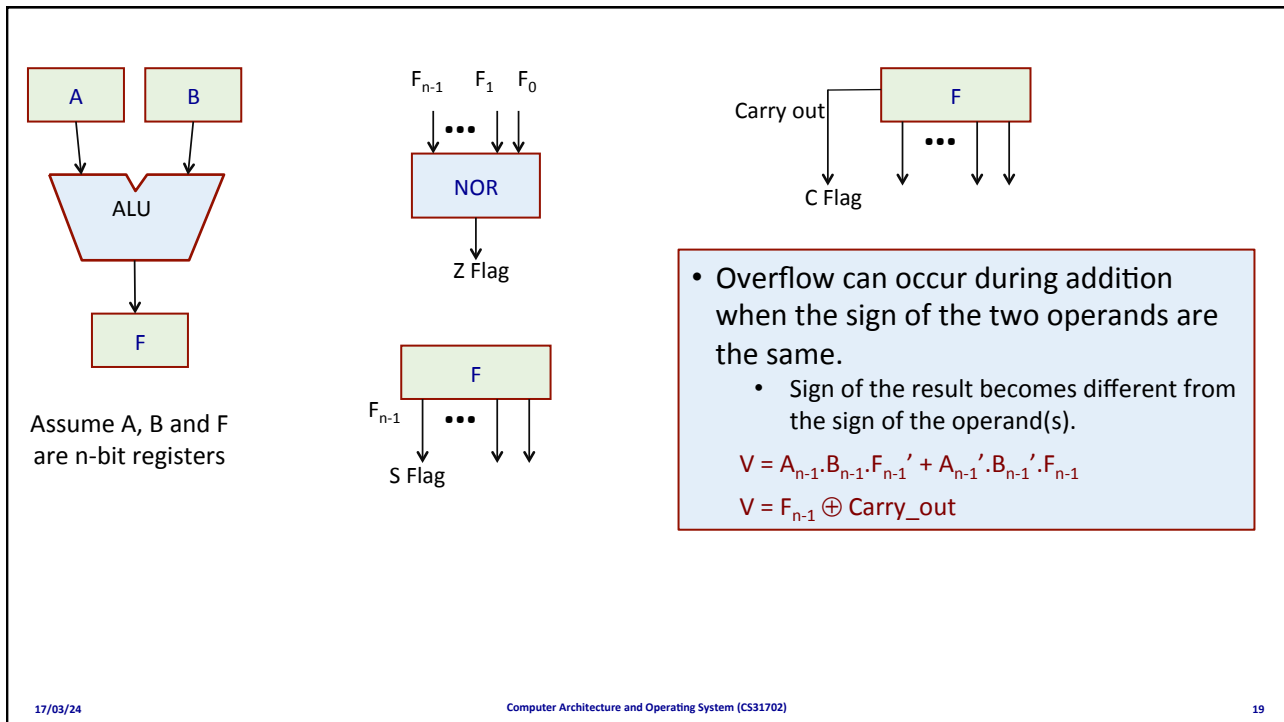 A
B
ALU
F
Assume A, B and F
are n-bit registers
Fn-1 F1 F0
•••
NOR
Z Flag
F
Fn-1
•••
S Flag
F
Carry out
•••
C Flag
• Overflow can occur during addition
when the sign of the two operands are
the same.
• Sign of the result becomes different from
the sign of the operand(s).
V = An-1.Bn-1.Fn-1' + An-1'.Bn-1'.Fn-1
V = Fn-1 ⊕ Carry_out
17/03/24
Computer Architecture and Operating System (CS31702)
19